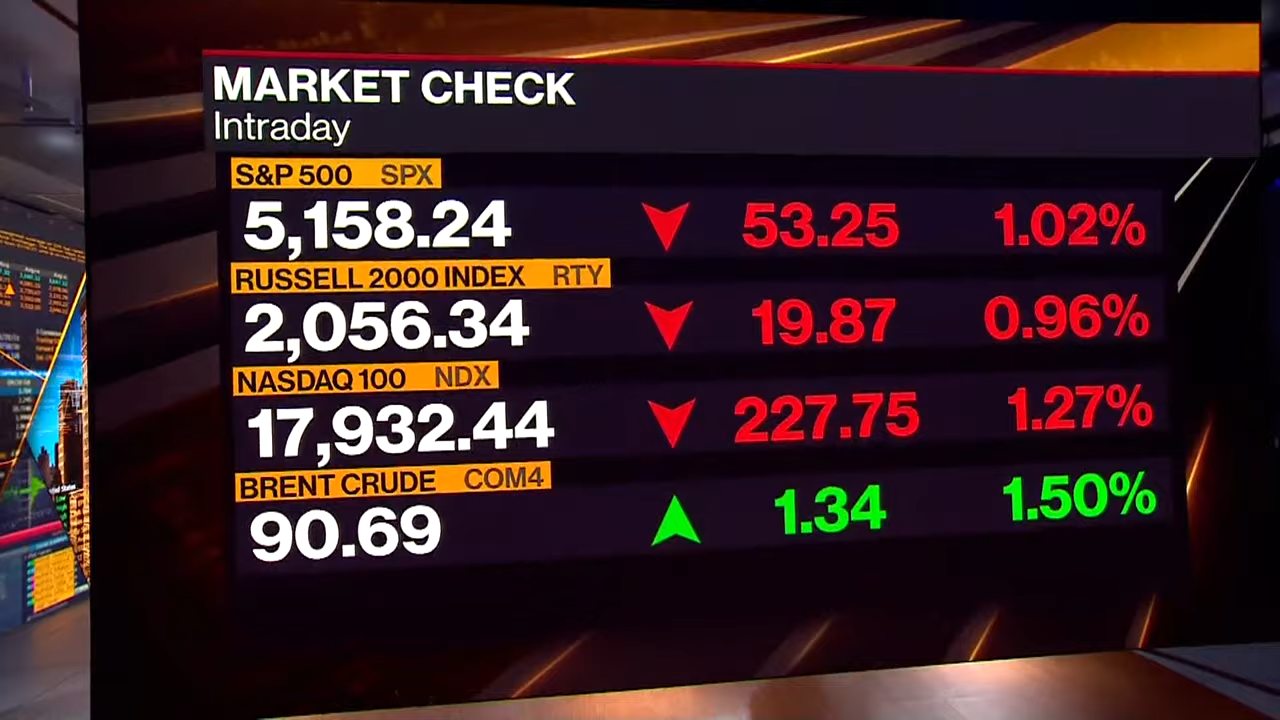 MARKET CHECK
Intraday
S&P 500 SPX
5,158.24 53.25 1.02%
RUSSELL 2000 INDEX RTY
2,056.34 19.87 0.96%
NASDAQ 100 NDX
17,932.44 227.75 1.27%
BRENT CRUDE COM4
90.69 1.34 1.50%